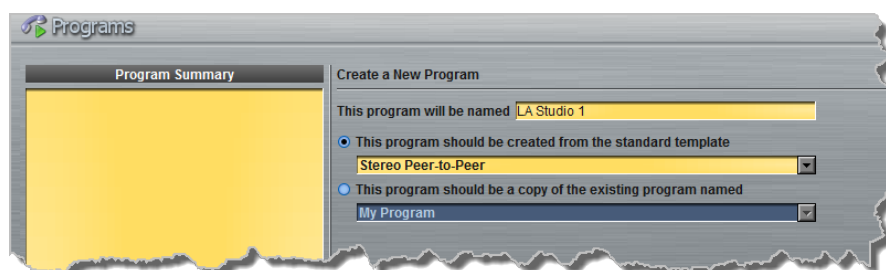 Programs
Program Summary
Create a New Program
This program will be named LA Studio 1
This program should be created from the standard template
Stereo Peer-to-Peer
This program should be a copy of the existing program named
My Program